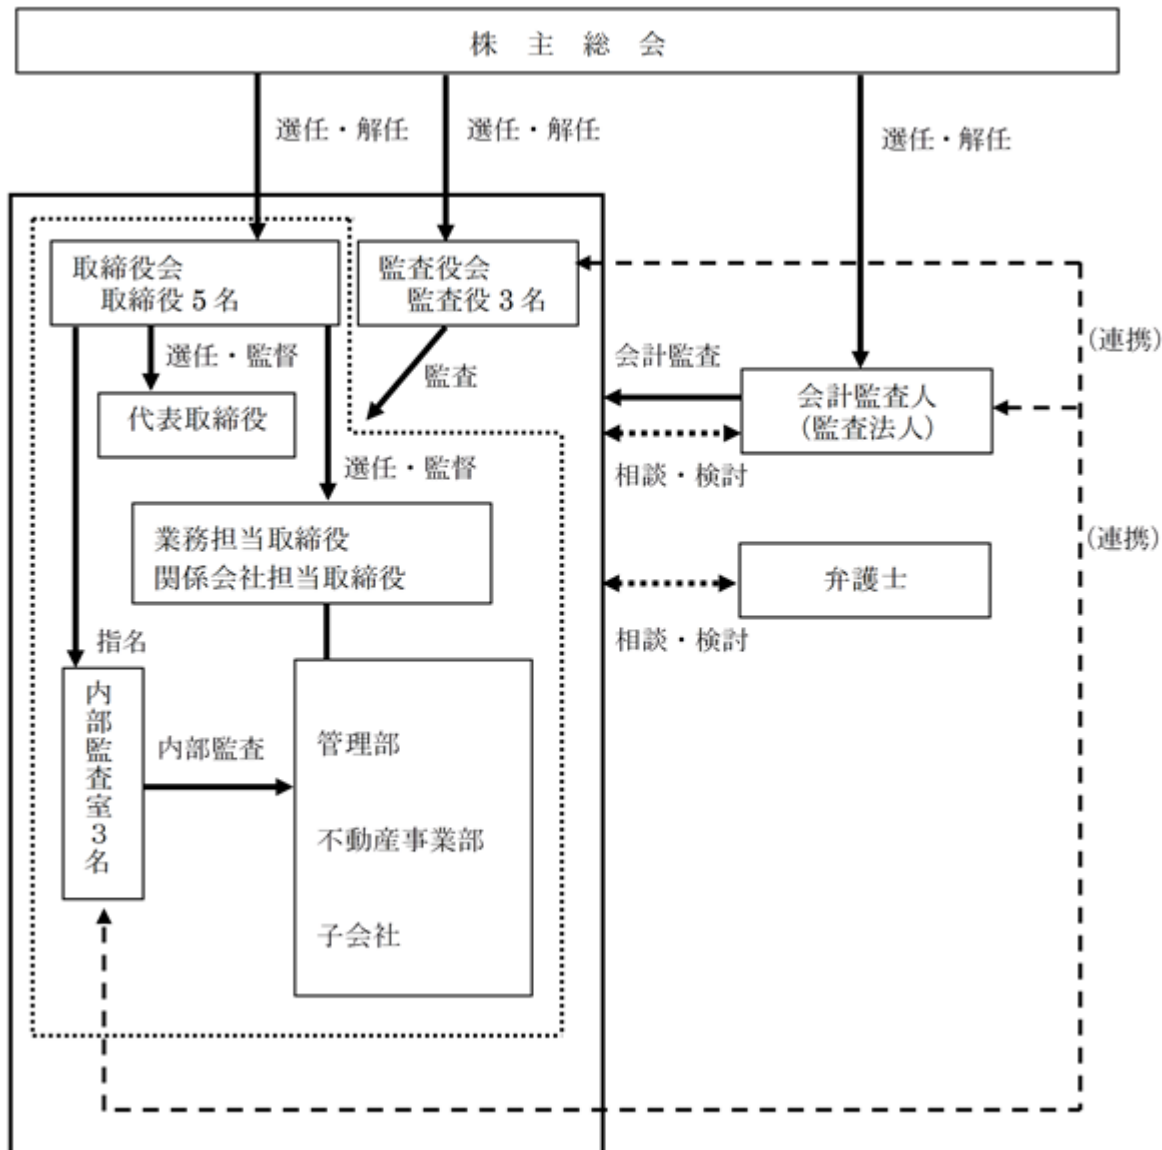 株 主 総 会
選任・解任
選任・解任
選任・解任
取締役会
取締役 5 名
監査役会
監査役 3 名
(連携)
選任・監督
監査
会計監査
代表取締役
会計監査人
(監査法人)
選任・監督
相談・検討
業務担当取締役
関係会社担当取締役
(連携)
弁護士
指名
相談・検討
内部監査室3名
内部監査
管理部
不動産事業部
子会社